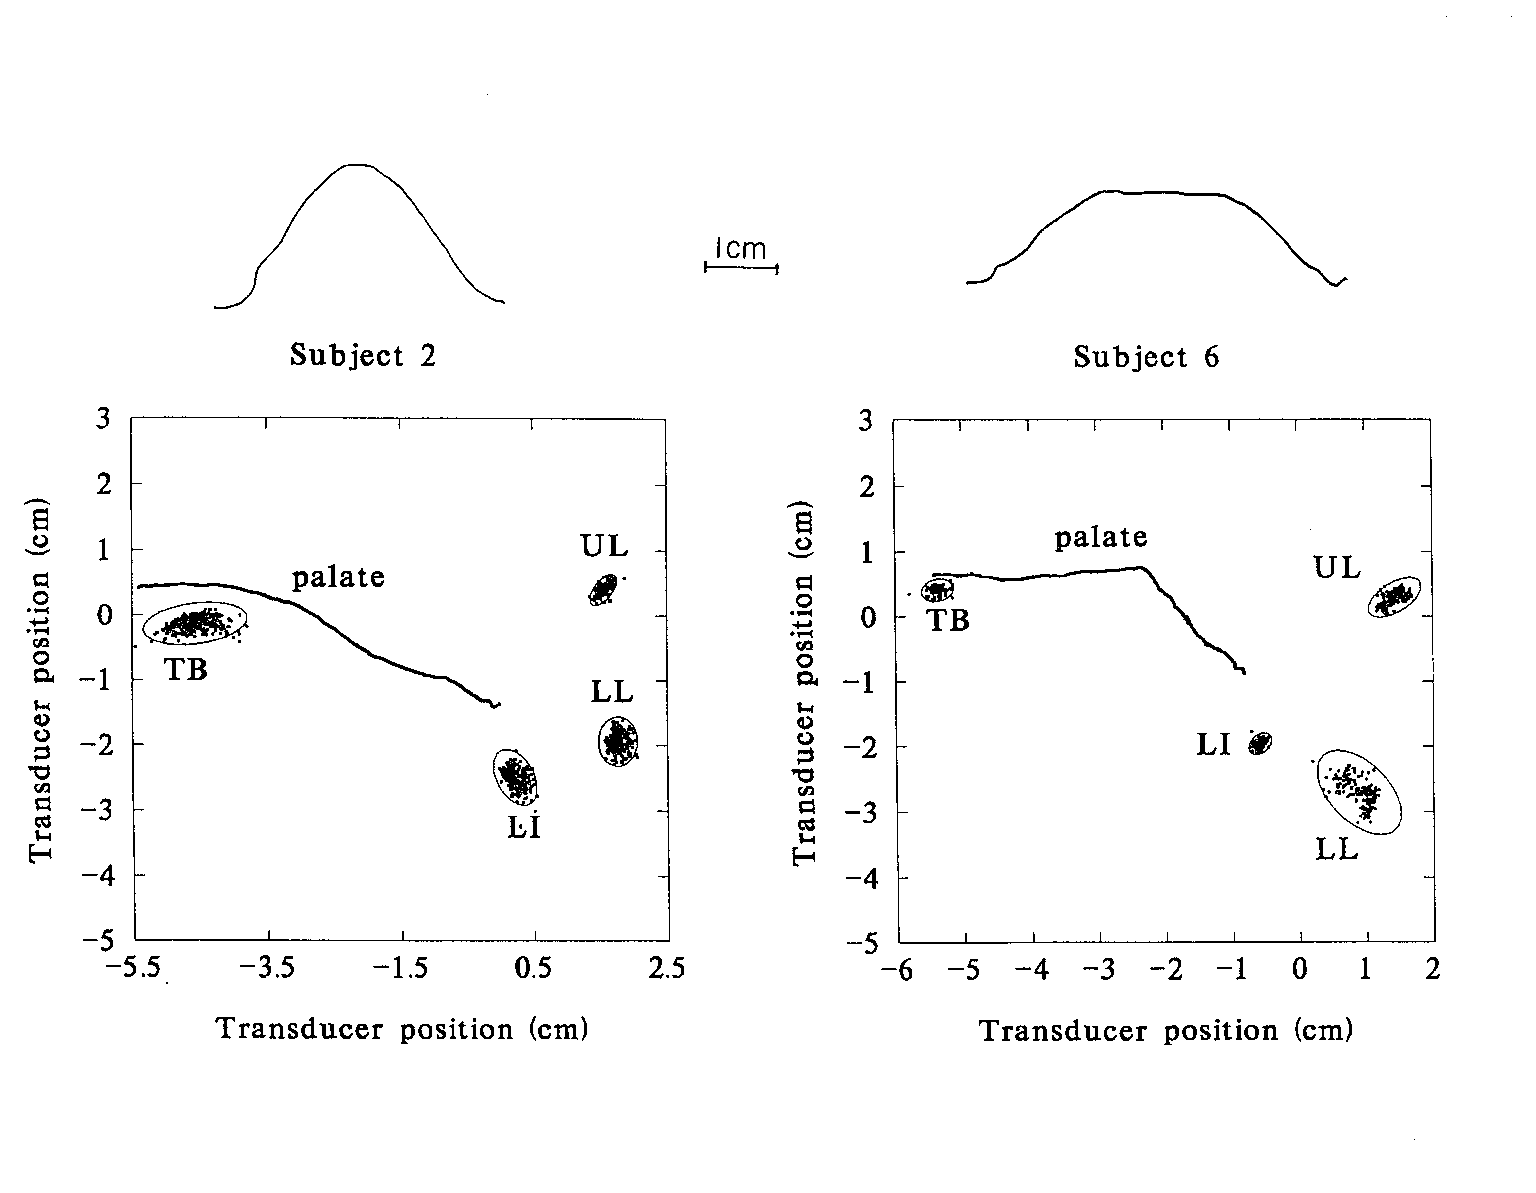 1cm
Subject 2
Subject 6
3
2
1
0
−1
−2
−3
−4
−5
−5.5 −3.5 −1.5 0.5 2.5
Transducer position (cm)
Transducer position (cm)
palate
UL
TB
LL
LI
3
2
1
0
−1
−2
−3
−4
−5
−6 −5 −4 −3 −2 −1 0 1 2
Transducer position (cm)
Transducer position (cm)
palate
UL
TB
LI
LL